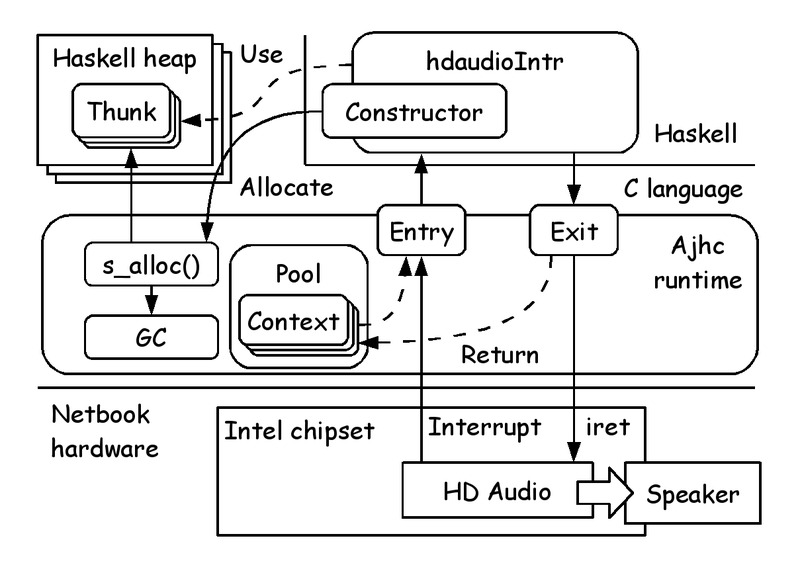 Haskell heap
Use
hdaudioIntr
Thunk
Constructor
Haskell
Allocate
C language
Entry
Exit
Ajhc
runtime
s_alloc()
Pool
Context
GC
Return
Netbook
hardware
Intel chipset
Interrupt
iret
HD Audio
Speaker